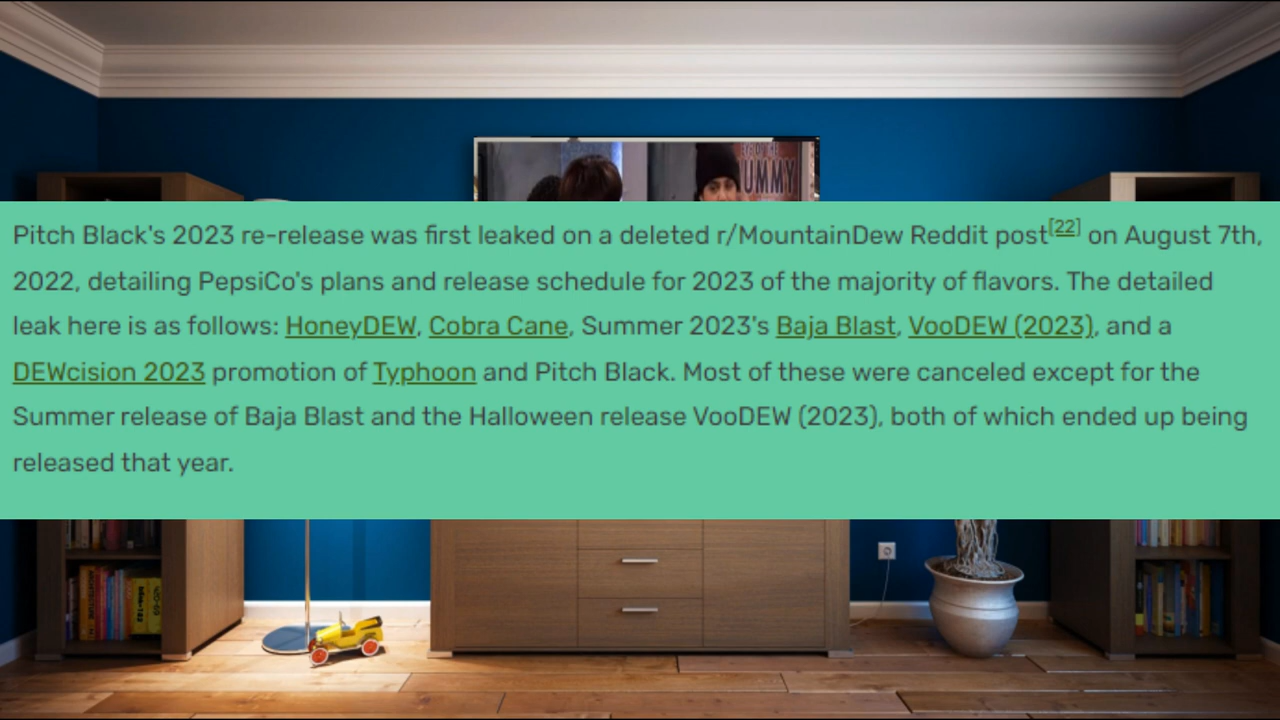 EYE OF THE
UMMY
Pitch Black's 2023 re-release was first leaked on a deleted r/MountainDew Reddit post[22] on August 7th,
2022, detailing PepsiCo's plans and release schedule for 2023 of the majority of flavors. The detailed
leak here is as follows: HoneyDEW, Cobra Cane, Summer 2023's Baja Blast, VooDEW (2023), and a
DEWcision 2023 promotion of Typhoon and Pitch Black. Most of these were canceled except for the
Summer release of Baja Blast and the Halloween release VooDEW (2023), both of which ended up being
released that year.